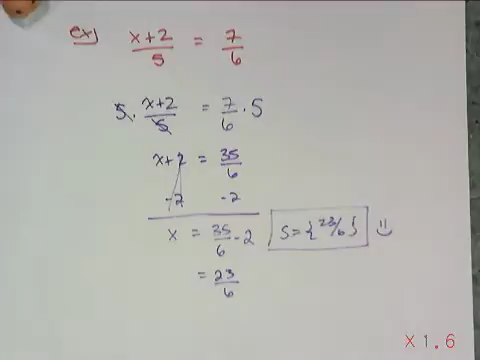 ex) x+2/5 = 7/6
5 · x+2/5 = 7/6 · 5
x+2 = 35/6
-2 -2
x = 35/6 - 2
= 23/6
S = {23/6} :)
X1.6